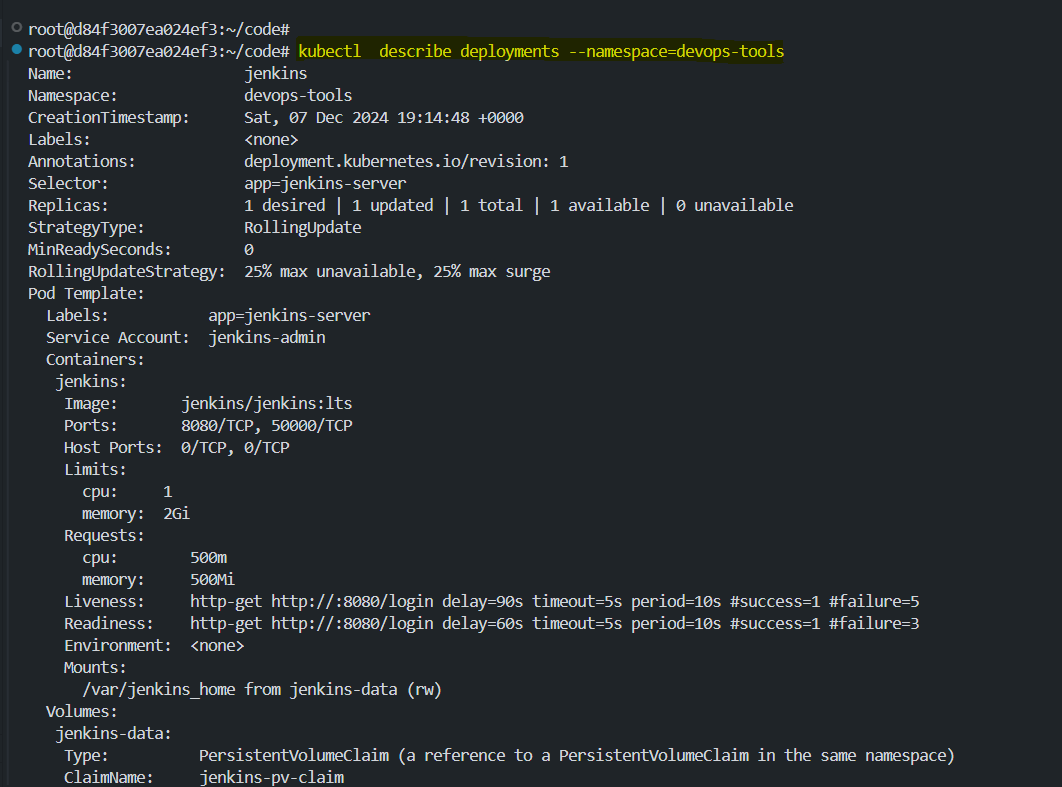 root@d84f3007ea024ef3:~/code#
root@d84f3007ea024ef3:~/code# kubectl  describe deployments --namespace=devops-tools
Name:                   jenkins
Namespace:              devops-tools
CreationTimestamp:      Sat, 07 Dec 2024 19:14:48 +0000
Labels:                 <none>
Annotations:            deployment.kubernetes.io/revision: 1
Selector:               app=jenkins-server
Replicas:               1 desired | 1 updated | 1 total | 1 available | 0 unavailable
StrategyType:           RollingUpdate
MinReadySeconds:        0
RollingUpdateStrategy:  25% max unavailable, 25% max surge
Pod Template:
  Labels:           app=jenkins-server
  Service Account:  jenkins-admin
  Containers:
   jenkins:
    Image:       jenkins/jenkins:lts
    Ports:       8080/TCP, 50000/TCP
    Host Ports:  0/TCP, 0/TCP
    Limits:
      cpu:     1
      memory:  2Gi
    Requests:
      cpu:        500m
      memory:     500Mi
    Liveness:     http-get http://:8080/login delay=90s timeout=5s period=10s #success=1 #failure=5
    Readiness:    http-get http://:8080/login delay=60s timeout=5s period=10s #success=1 #failure=3
    Environment:  <none>
    Mounts:
      /var/jenkins_home from jenkins-data (rw)
  Volumes:
   jenkins-data:
    Type:          PersistentVolumeClaim (a reference to a PersistentVolumeClaim in the same namespace)
    ClaimName:     jenkins-pv-claim